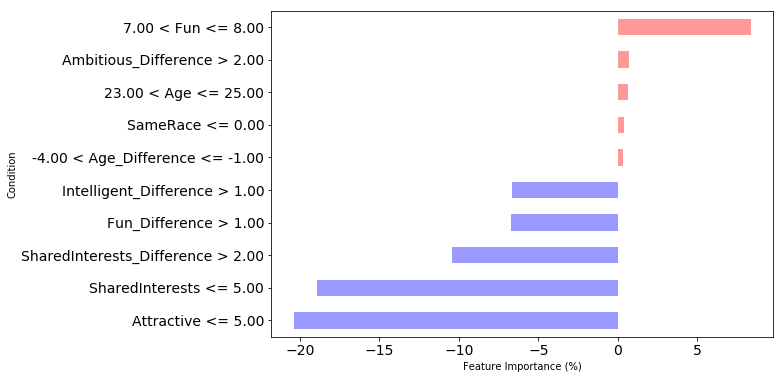 7.00 < Fun <= 8.00
Ambitious_Difference > 2.00
23.00 < Age <= 25.00
SameRace <= 0.00
-4.00 < Age_Difference <= -1.00
Intelligent_Difference > 1.00
Fun_Difference > 1.00
SharedInterests_Difference > 2.00
SharedInterests <= 5.00
Attractive <= 5.00
Condition
−20 −15 −10 −5 0 5
Feature Importance (%)